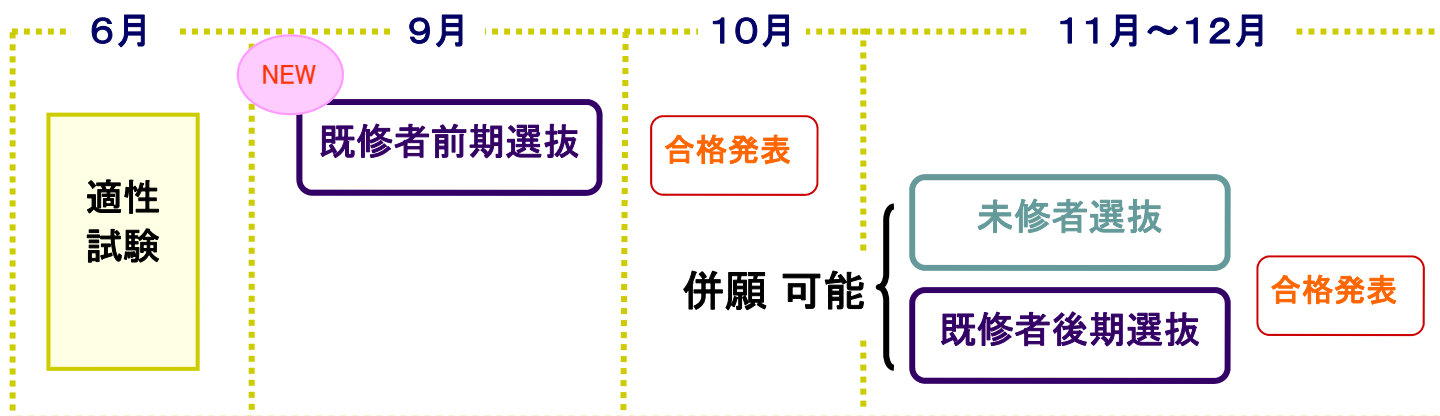 6月
9月
10月
11月～12月
NEW
既修者前期選抜
合格発表
適性
試験
未修者選抜
併願 可能
合格発表
既修者後期選抜